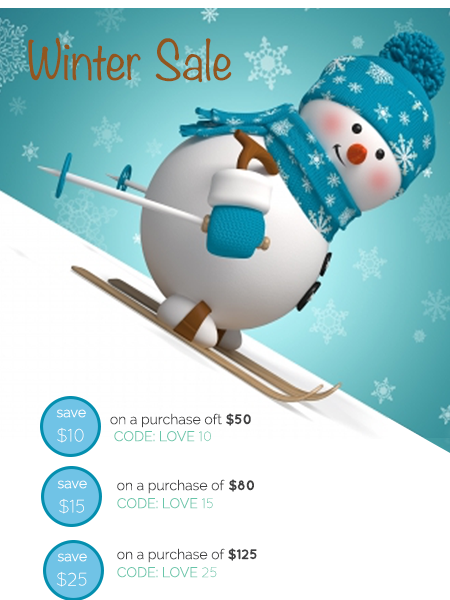 Winter Sale
save
$10
on a purchase oft $50
CODE: LOVE 10
save
$15
on a purchase of $80
CODE: LOVE 15
save
$25
on a purchase of $125
CODE: LOVE 25